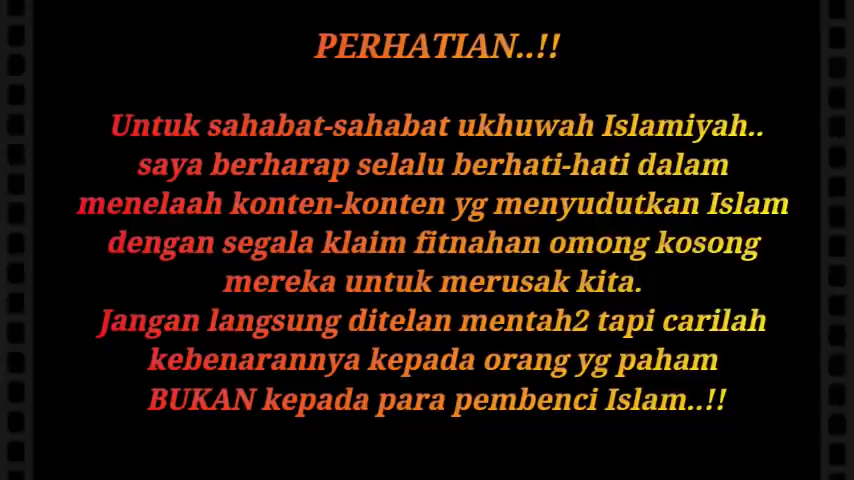 PERHATIAN..!!
Untuk sahabat-sahabat ukhuwah Islamiyah..
saya berharap selalu berhati-hati dalam
menelaah konten-konten yg menyudutkan Islam
dengan segala klaim fitnahan omong kosong
mereka untuk merusak kita.
Jangan langsung ditelan mentah2 tapi carilah
kebenarannya kepada orang yg paham
BUKAN kepada para pembenci Islam..!!